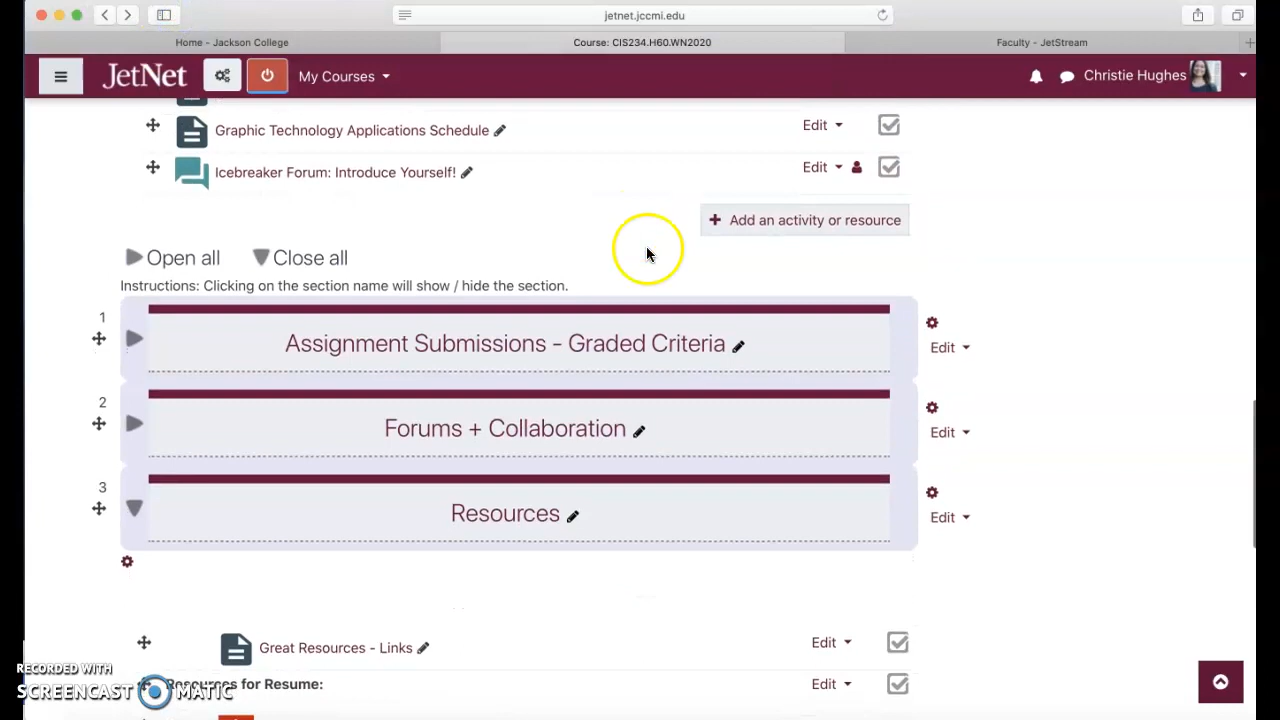 jetnet.jccmi.edu
Home - Jackson College
Course: CIS234.H60.WN2020
Faculty - JetStream
JetNet
My Courses
Christie Hughes
Graphic Technology Applications Schedule
Edit
Icebreaker Forum: Introduce Yourself!
Edit
Add an activity or resource
Open all
Close all
Instructions: Clicking on the section name will show / hide the section.
1
Assignment Submissions - Graded Criteria
Edit
2
Forums + Collaboration
Edit
3
Resources
Edit
Great Resources - Links
Edit
Resources for Resume:
Edit
RECORDED WITH
SCREENCAST MATIC